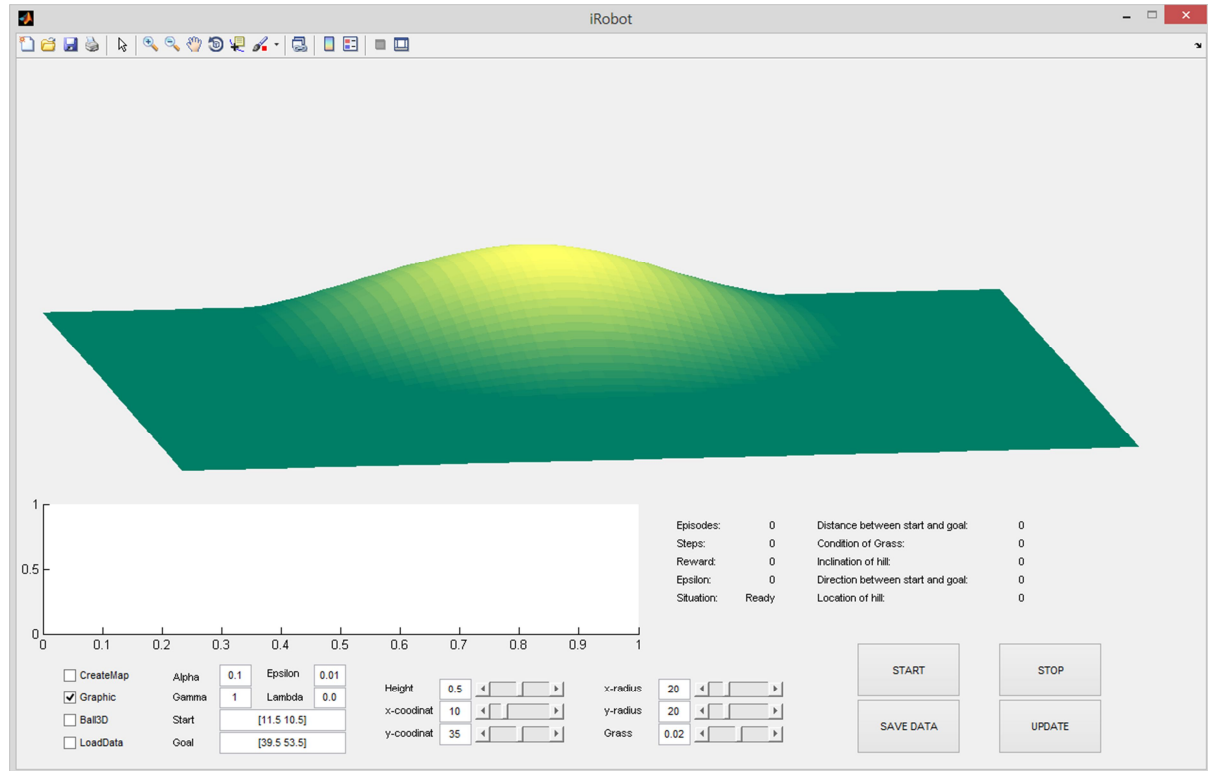 iRobot
1
0.5
0
0 0.1 0.2 0.3 0.4 0.5 0.6 0.7 0.8 0.9 1
Episodes: 0 Distance between start and goal: 0
Steps: 0 Condition of Grass: 0
Reward: 0 Inclination of hill: 0
Epsilon: 0 Direction between start and goal: 0
Situation: Ready Location of hill: 0
CreateMap Alpha 0.1 Epsilon 0.01
Graphic Gamma 1 Lambda 0.0
Ball3D Start [11.5 10.5]
LoadData Goal [39.5 53.5]
Height 0.5 x-radius 20
x-coodinat 10 y-radius 20
y-coodinat 35 Grass 0.02
START STOP
SAVE DATA UPDATE